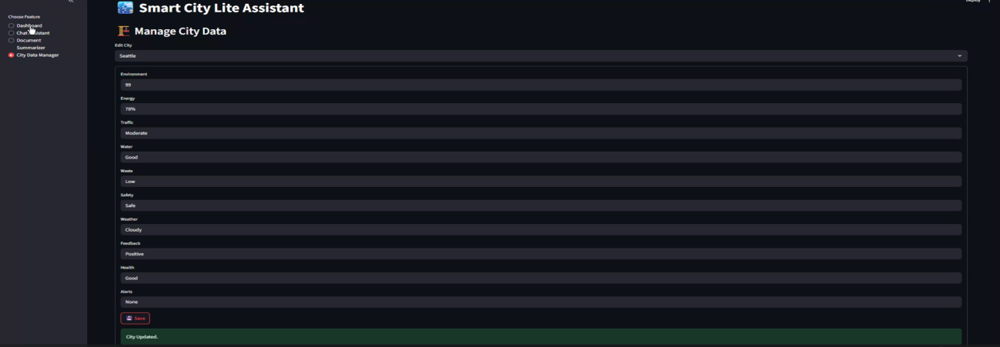 Deploy
Smart City Lite Assistant
Choose Feature
Dashboard
Chat Assistant
Document
Summarizer
City Data Manager
Manage City Data
Edit City
Seattle
Environment
99
Energy
78%
Traffic
Moderate
Water
Good
Waste
Low
Safety
Safe
Weather
Cloudy
Feedback
Positive
Health
Good
Alerts
None
Save
City Updated.